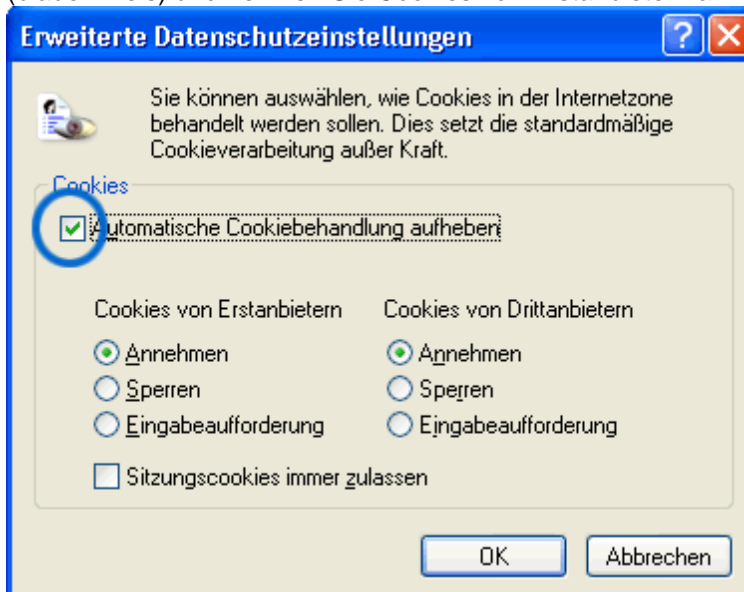 Erweiterte Datenschutzeinstellungen
Sie können auswählen, wie Cookies in der Internetzone
behandelt werden sollen. Dies setzt die standardmäßige
Cookieverarbeitung außer Kraft.
Cookies
Automatische Cookiebehandlung aufheben
Cookies von Erstanbietern Cookies von Drittanbietern
Annehmen Annehmen
Sperren Sperren
Eingabeaufforderung Eingabeaufforderung
Sitzungscookies immer zulassen
OK Abbrechen